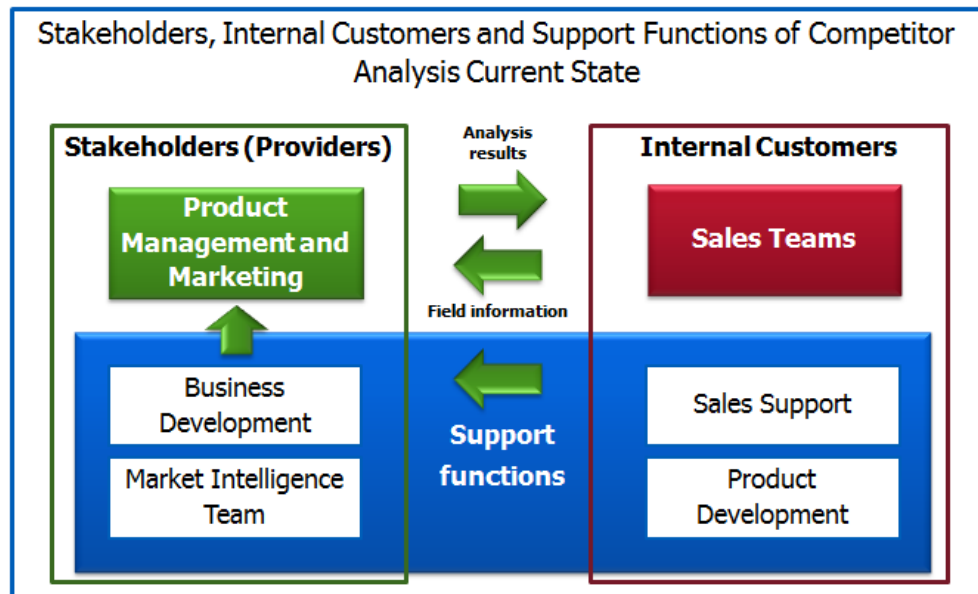 Stakeholders, Internal Customers and Support Functions of Competitor
Analysis Current State
Stakeholders (Providers)
Analysis
results
Internal Customers
Product
Management and
Marketing
Sales Teams
Field information
Business
Development
Sales Support
Support
functions
Market Intelligence
Team
Product
Development